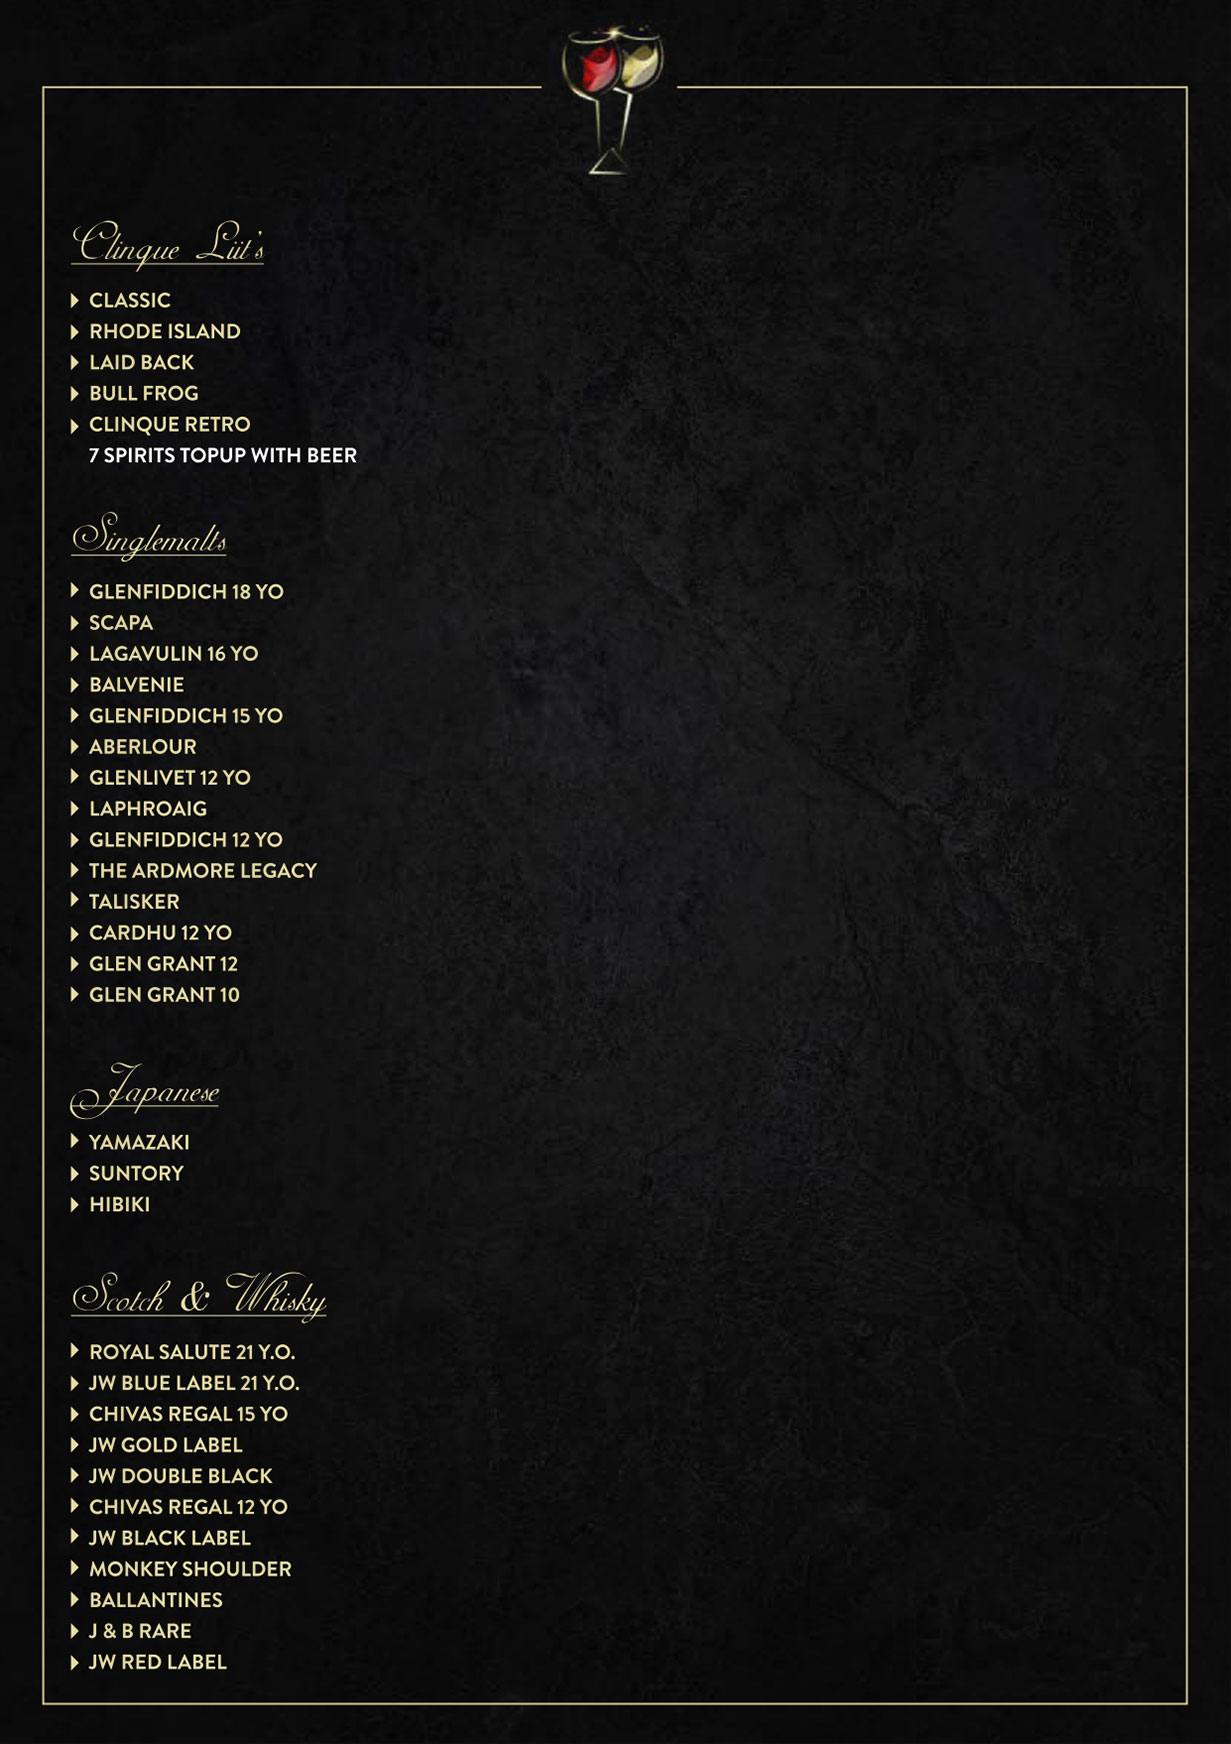 Clinque Liit's
CLASSIC
RHODE ISLAND
LAID BACK
BULL FROG
CLINQUE RETRO
7 SPIRITS TOPUP WITH BEER
Singlemalts
GLENFIDDICH 18 YO
SCAPA
LAGAVULIN 16 YO
BALVENIE
GLENFIDDICH 15 YO
ABERLOUR
GLENLIVET 12 YO
LAPHROAIG
GLENFIDDICH 12 YO
THE ARDMORE LEGACY
TALISKER
CARDHU 12 YO
GLEN GRANT 12
GLEN GRANT 10
Japanese
YAMAZAKI
SUNTORY
HIBIKI
Scotch & Whisky
ROYAL SALUTE 21 Y.O.
JW BLUE LABEL 21 Y.O.
CHIVAS REGAL 15 YO
JW GOLD LABEL
JW DOUBLE BLACK
CHIVAS REGAL 12 YO
JW BLACK LABEL
MONKEY SHOULDER
BALLANTINES
J & B RARE
JW RED LABEL